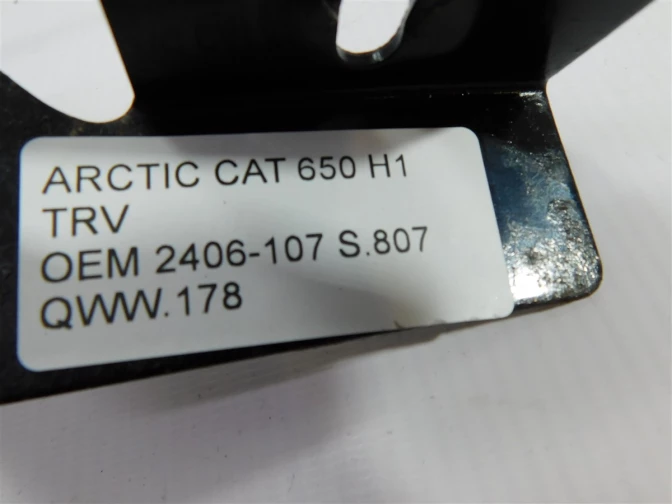 ARCTIC CAT 650 H1
TRV
OEM 2406-107 S.807
QWW.178